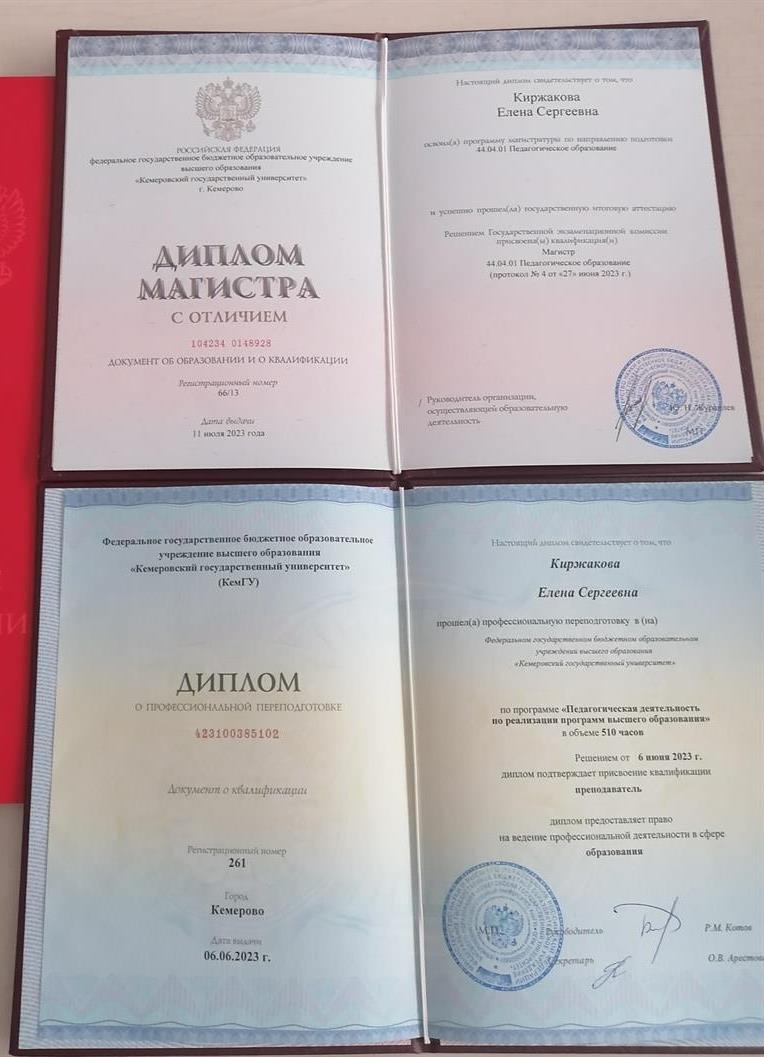 РОССИЙСКАЯ ФЕДЕРАЦИЯ
федеральное государственное бюджетное образовательное учреждение
высшего образования
«Кемеровский государственный университет»
г. Кемерово
ДИПЛОМ
МАГИСТРА
С ОТЛИЧИЕМ
104234 0148928
ДОКУМЕНТ ОБ ОБРАЗОВАНИИ И О КВАЛИФИКАЦИИ
Регистрационный номер
66/13
Дата выдачи
11 июля 2023 года
Настоящий диплом свидетельствует о том, что
Киржакова
Елена Сергеевна
освоил(а) программу магистратуры по направлению подготовки
44.04.01 Педагогическое образование
и успешно прошел(ла) государственную итоговую аттестацию
Решением Государственной экзаменационной комиссии
присвоена(ы) квалификация(и)
Магистр
44.04.01 Педагогическое образование
(протокол № 4 от «27» июня 2023 г.)
/ Руководитель организации,
осуществляющей образовательную
деятельность
Ю. Н. Журавлев
М.П.
Федеральное государственное бюджетное образовательное
учреждение высшего образования
«Кемеровский государственный университет»
(КемГУ)
ДИПЛОМ
О ПРОФЕССИОНАЛЬНОЙ ПЕРЕПОДГОТОВКЕ
423100385102
Документ о квалификации
Регистрационный номер
261
Город
Кемерово
Дата выдачи
06.06.2023 г.
Настоящий диплом свидетельствует о том, что
Киржакова
Елена Сергеевна
прошел(а) профессиональную переподготовку в (на)
Федеральном государственном бюджетном образовательном
учреждении высшего образования
«Кемеровский государственный университет»
по программе «Педагогическая деятельность
по реализации программ высшего образования»
в объеме 510 часов
Решением от 6 июня 2023 г.
диплом подтверждает присвоение квалификации
преподаватель
диплом предоставляет право
на ведение профессиональной деятельности в сфере
образования
М.П.
Руководитель
Р.М. Котов
Секретарь
О.В. Арестова